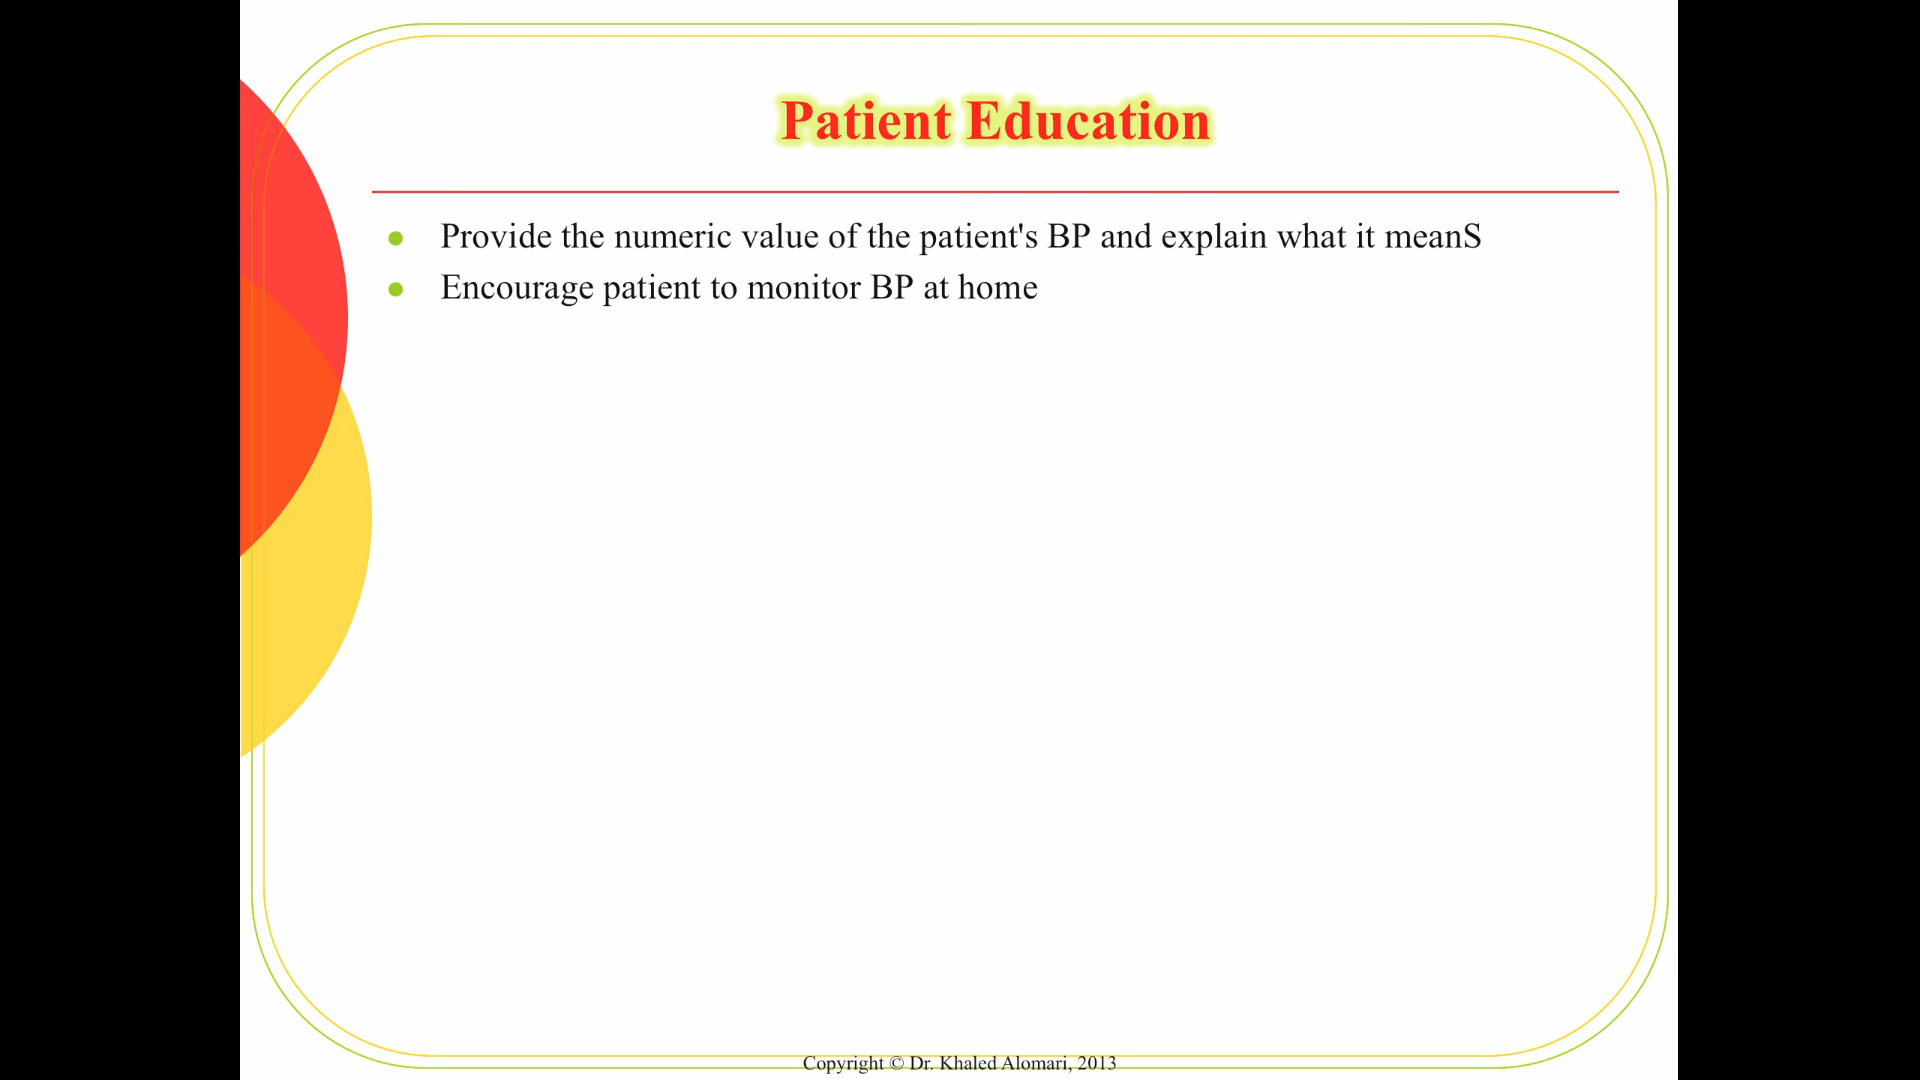 Patient Education
Provide the numeric value of the patient's BP and explain what it meanS
Encourage patient to monitor BP at home
Copyright © Dr. Khaled Alomari, 2013